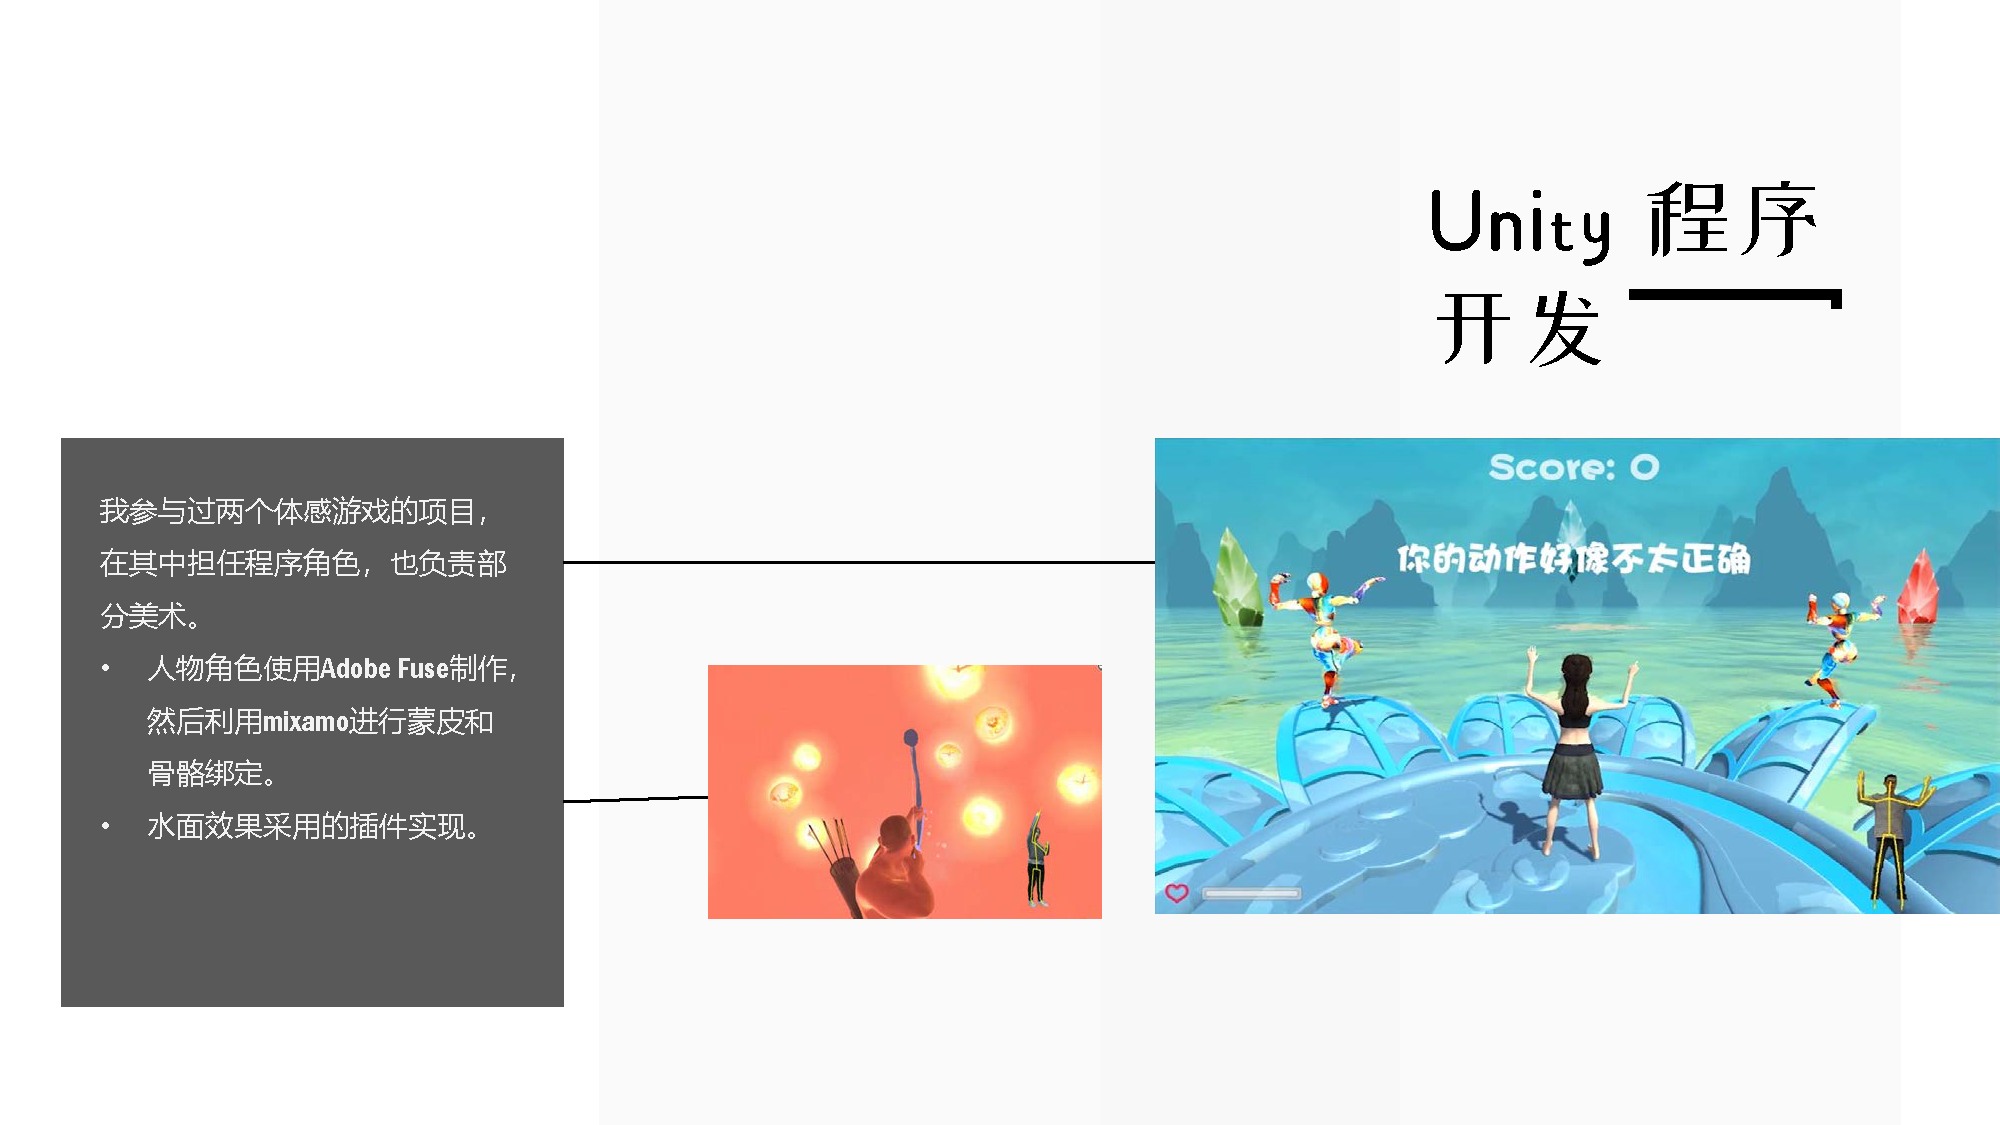 Unity 程序
开发
我参与过两个体感游戏的项目，
在其中担任程序角色，也负责部
分美术。
• 人物角色使用Adobe Fuse制作，
然后利用mixamo进行蒙皮和
骨骼绑定。
• 水面效果采用的插件实现。
Score: 0
你的动作好像不太正确